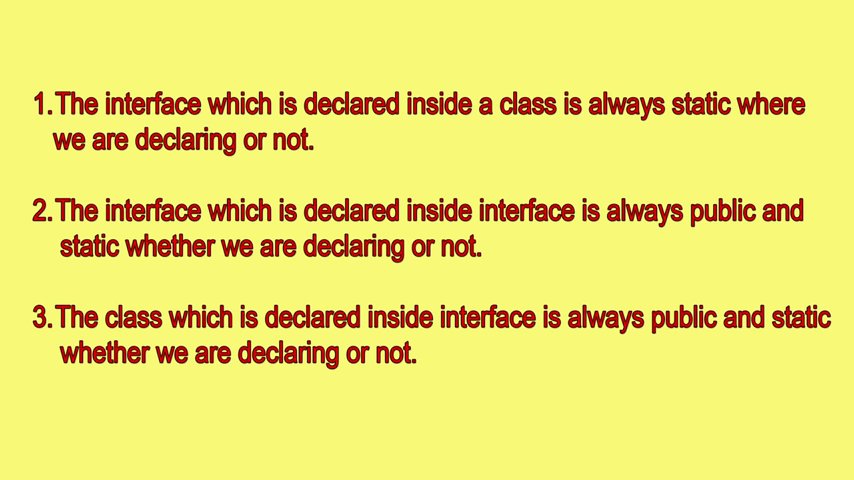 1.The interface which is declared inside a class is always static where
we are declaring or not.
2.The interface which is declared inside interface is always public and
static whether we are declaring or not.
3.The class which is declared inside interface is always public and static
whether we are declaring or not.